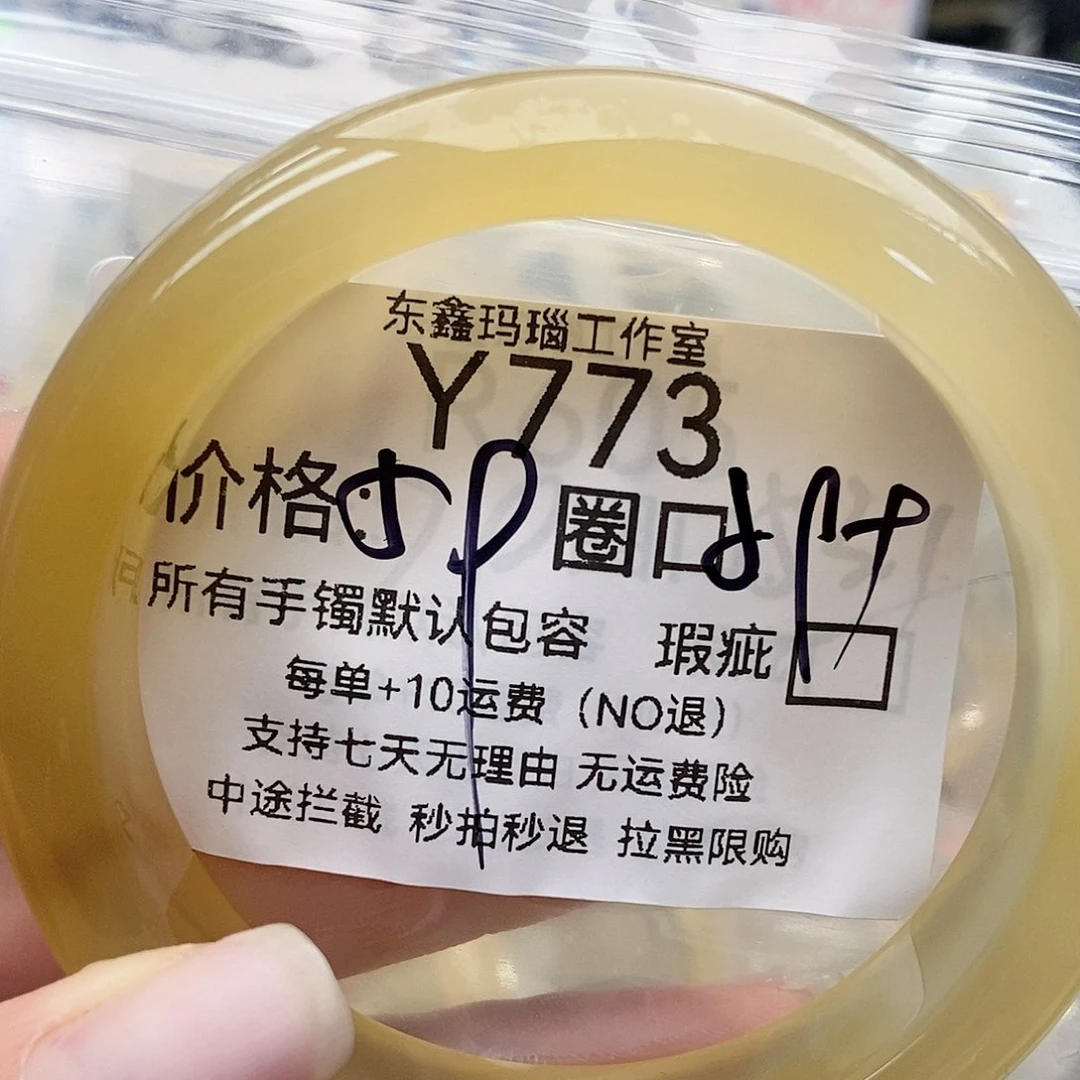 东鑫玛瑙工作室
Y773
价格: 圈口
所有手镯默认包容 瑕疵
每单+10运费（NO退）
支持七天无理由 无运费险
中途拦截 秒拍秒退 拉黑限购